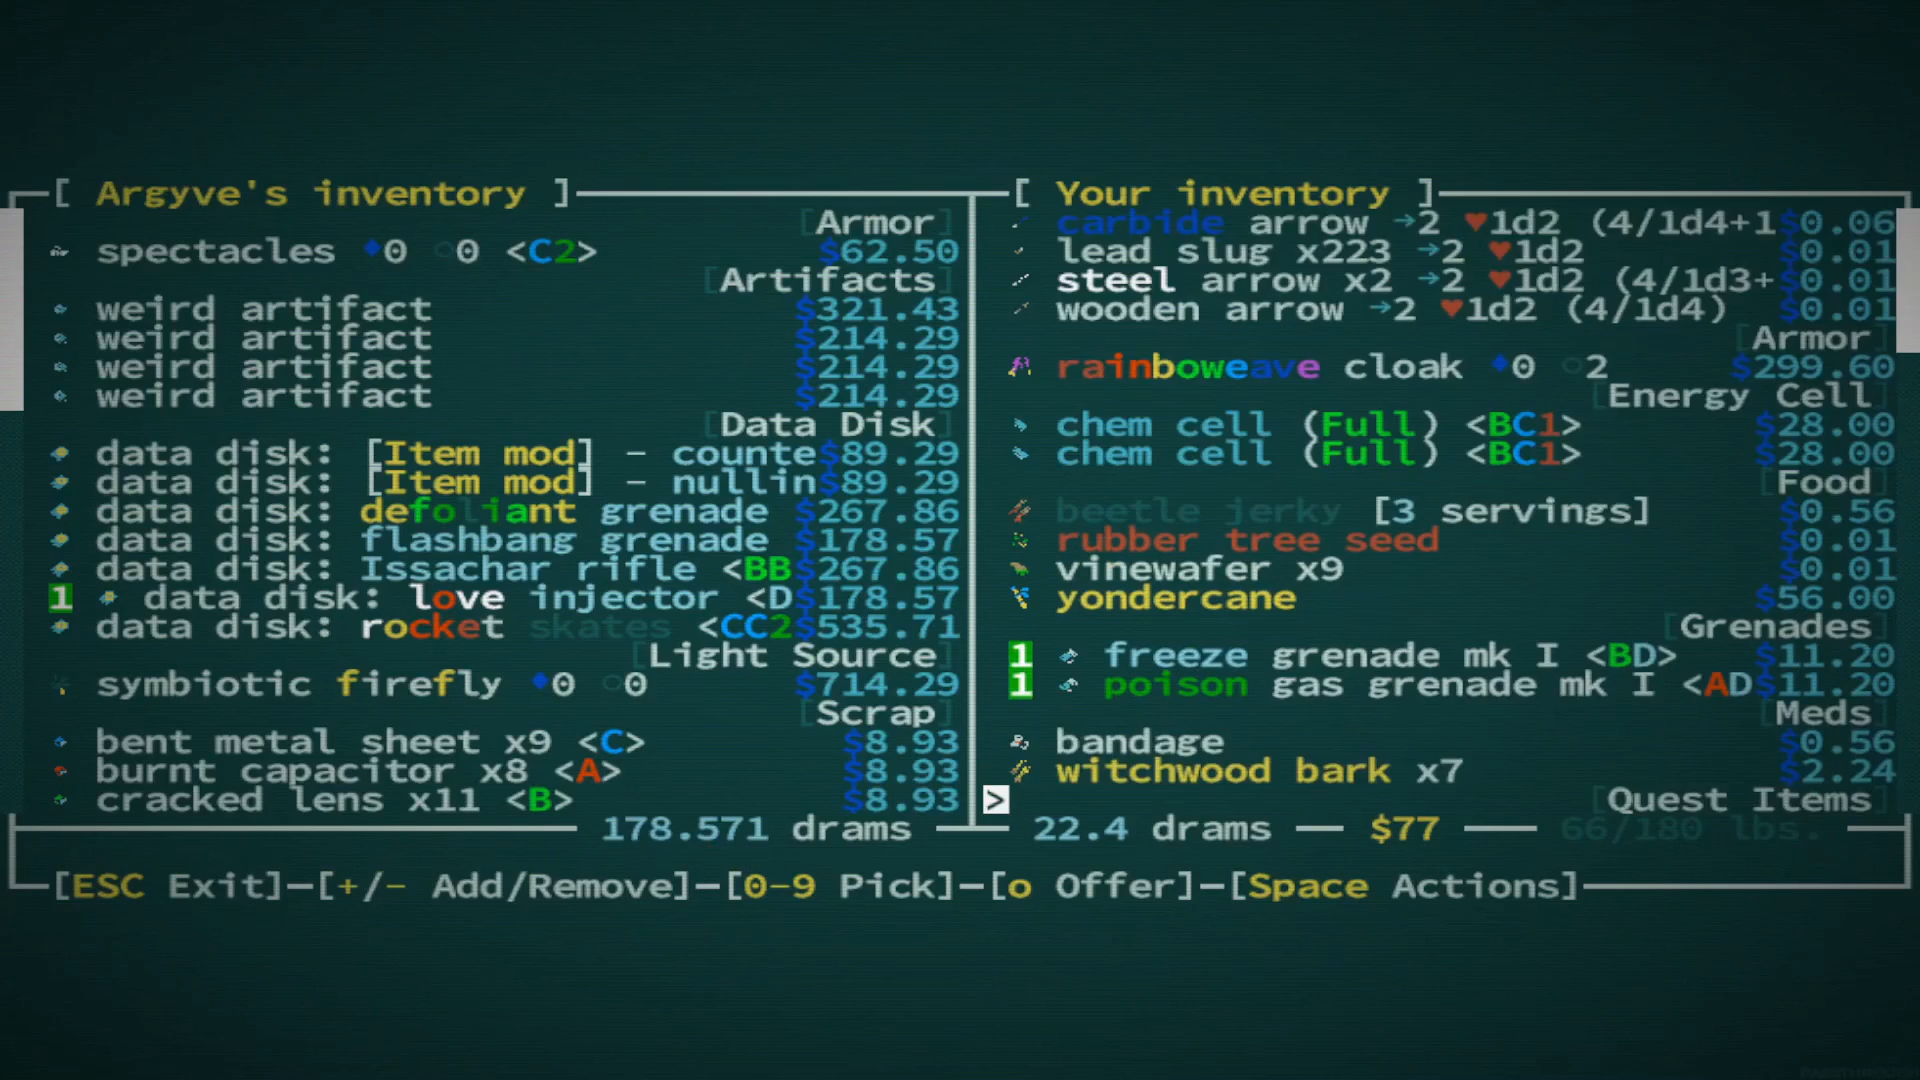 [ Argyve's inventory ]
[Armor]
spectacles ◆0 ○0 <C2> $62.50
[Artifacts]
weird artifact $321.43
weird artifact $214.29
weird artifact $214.29
weird artifact $214.29
[Data Disk]
data disk: [Item mod] - counte$89.29
data disk: [Item mod] - nullin$89.29
data disk: defoliant grenade $267.86
data disk: flashbang grenade $178.57
data disk: Issachar rifle <BB$267.86
1 data disk: love injector <D$178.57
data disk: rocket skates <CC2$535.71
[Light Source]
symbiotic firefly ◆0 ○0 $714.29
[Scrap]
bent metal sheet x9 <C> $8.93
burnt capacitor x8 <A> $8.93
cracked lens x11 <B> $8.93
178.571 drams
[ Your inventory ]
carbide arrow →2 ♥1d2 (4/1d4+1$0.06
lead slug x223 →2 ♥1d2 $0.01
steel arrow x2 →2 ♥1d2 (4/1d3+$0.01
wooden arrow →2 ♥1d2 (4/1d4) $0.01
[Armor]
rainboweave cloak ◆0 ○2 $299.60
[Energy Cell]
chem cell (Full) <BC1> $28.00
chem cell (Full) <BC1> $28.00
[Food]
beetle jerky [3 servings] $0.56
rubber tree seed $0.01
vinewafer x9 $0.01
yondercane $56.00
[Grenades]
1 freeze grenade mk I <BD> $11.20
1 poison gas grenade mk I <AD$11.20
[Meds]
bandage $0.56
witchwood bark x7 $2.24
> [Quest Items]
22.4 drams — $77 — 66/180 lbs.
[ESC Exit]—[+/- Add/Remove]—[0-9 Pick]—[o Offer]—[Space Actions]